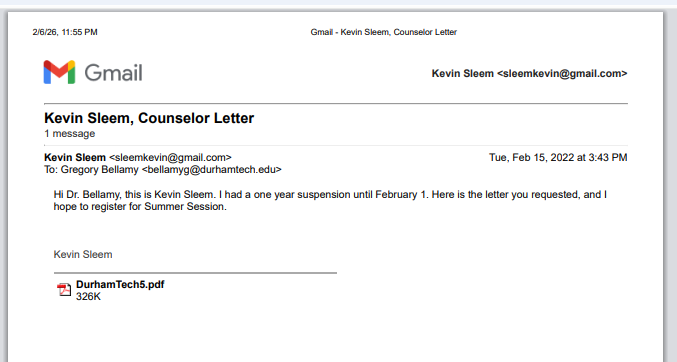 2/6/26, 11:55 PM Gmail - Kevin Sleem, Counselor Letter
Gmail Kevin Sleem <sleemkevin@gmail.com>
Kevin Sleem, Counselor Letter
1 message
Kevin Sleem <sleemkevin@gmail.com> Tue, Feb 15, 2022 at 3:43 PM
To: Gregory Bellamy <bellamyg@durhamtech.edu>
Hi Dr. Bellamy, this is Kevin Sleem. I had a one year suspension until February 1. Here is the letter you requested, and I
hope to register for Summer Session.
Kevin Sleem
DurhamTech5.pdf
326K